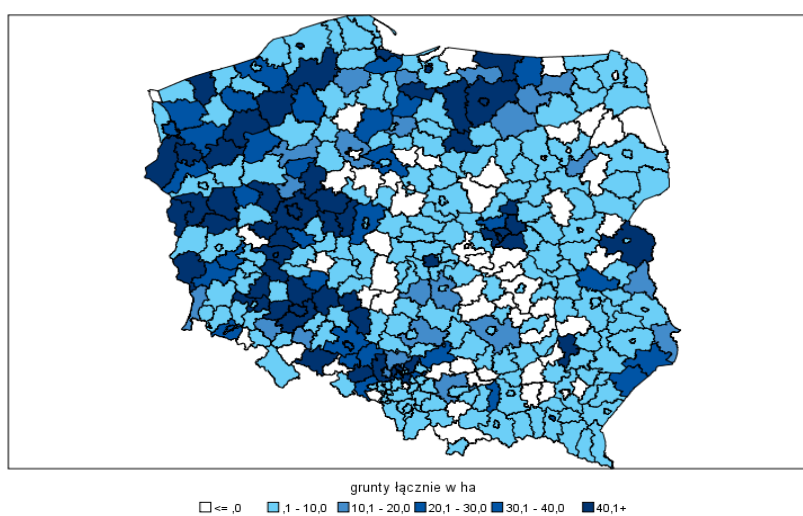 grunty łącznie w ha
<= ,0 ,1 - 10,0 10,1 - 20,0 20,1 - 30,0 30,1 - 40,0 40,1+